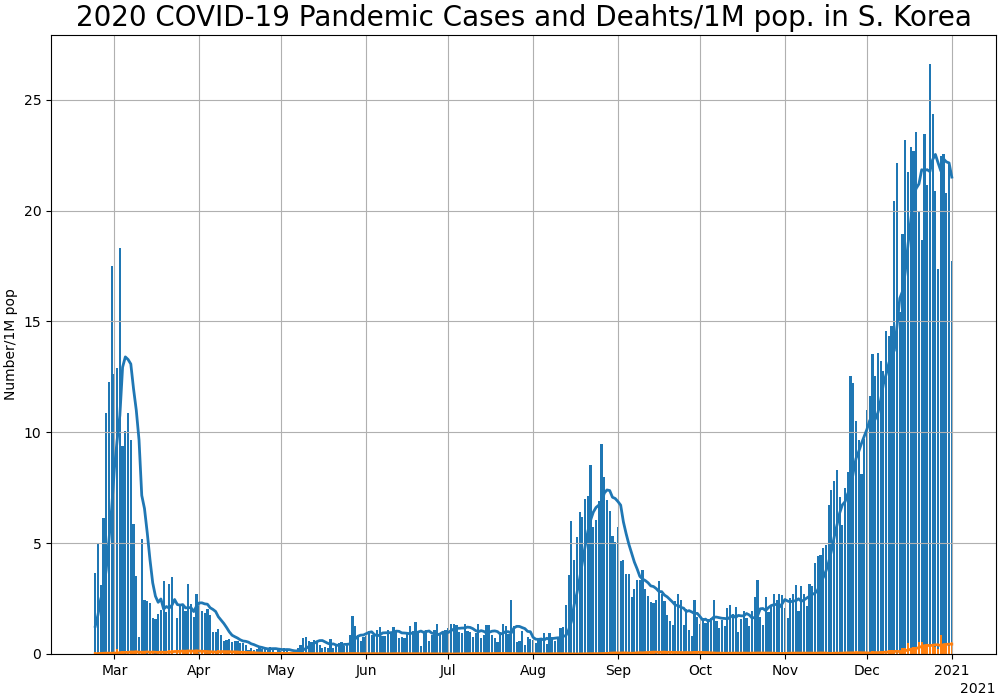 2020 COVID-19 Pandemic Cases and Deahts/1M pop. in S. Korea
Number/1M pop
25
20
15
10
5
0
Mar Apr May Jun Jul Aug Sep Oct Nov Dec 2021
2021